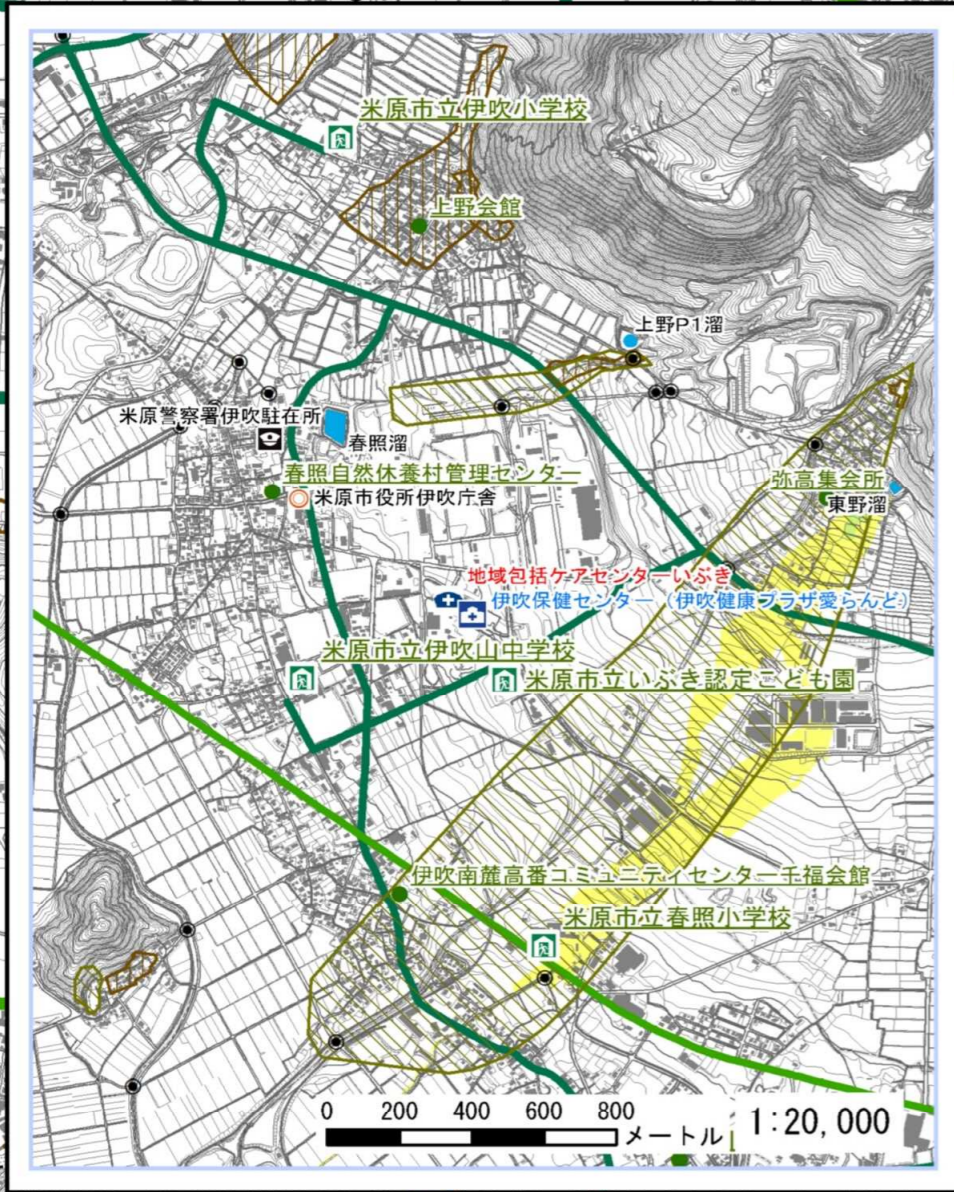 米原市立伊吹小学校
上野会館
上野P1溜
米原警察署伊吹駐在所
春照溜
春照自然休養村管理センター
米原市役所伊吹庁舎
弥高集会所
東野溜
地域包括ケアセンターいぶき
伊吹保健センター（伊吹健康プラザ愛らんど）
米原市立伊吹山中学校
米原市立いぶき認定こども園
伊吹南麓高番コミュニティセンター千福会館
米原市立春照小学校
0 200 400 600 800
メートル
1:20,000